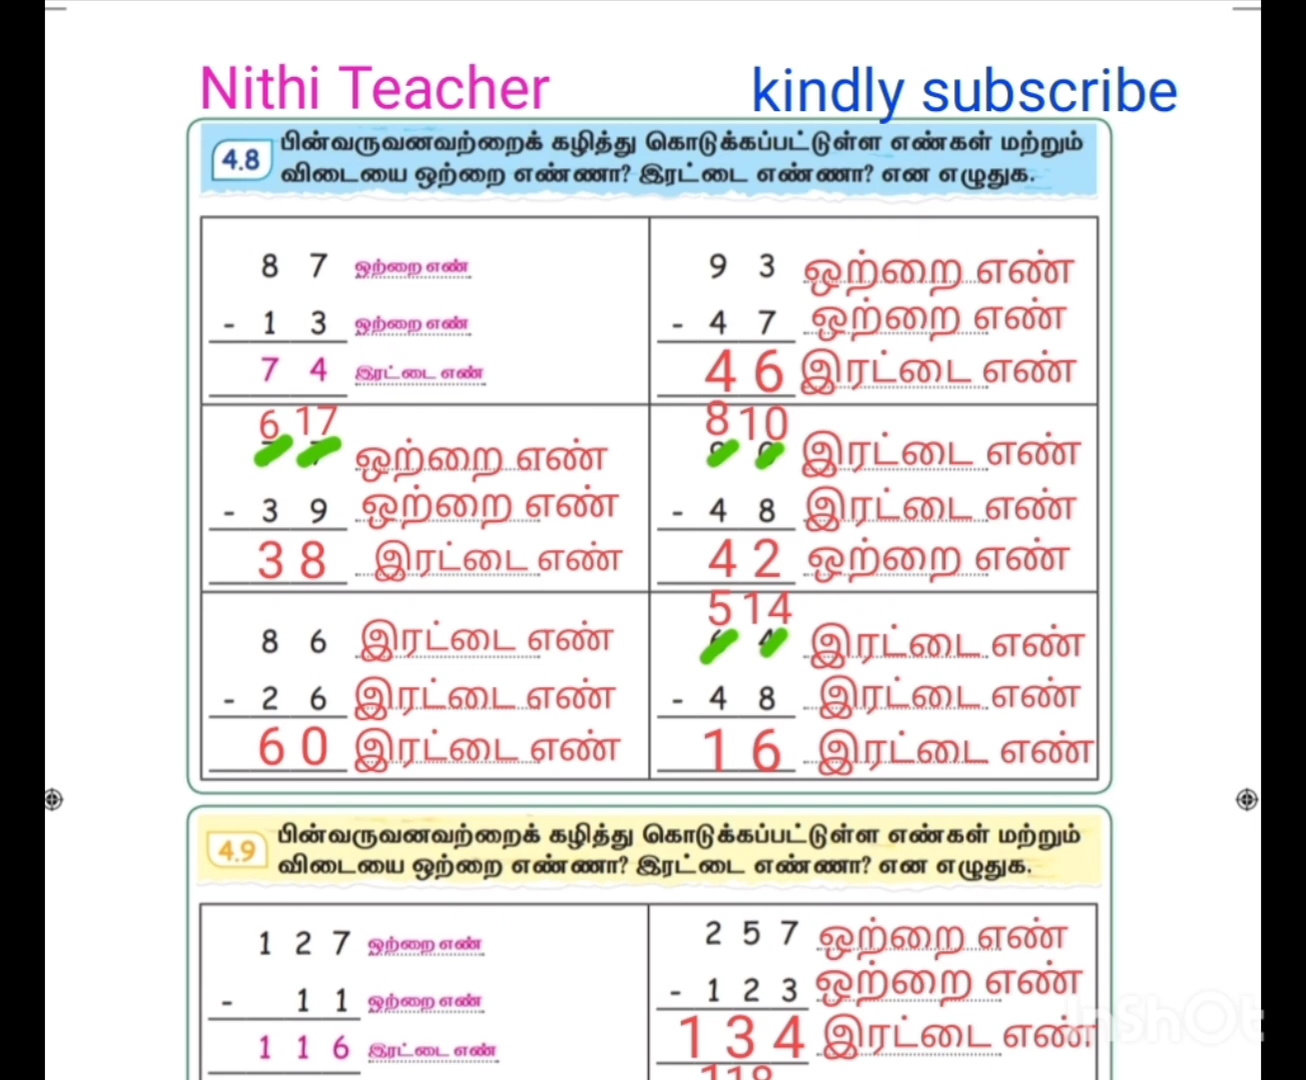 Nithi Teacher kindly subscribe
4.8 பின்வருவனவற்றைக் கழித்து கொடுக்கப்பட்டுள்ள எண்கள் மற்றும்
விடையை ஒற்றை எண்ணா? இரட்டை எண்ணா? என எழுதுக.
8 7 ஒற்றை எண்
- 1 3 ஒற்றை எண்
7 4 இரட்டை எண்
9 3 ஒற்றை எண்
- 4 7 ஒற்றை எண்
4 6 இரட்டை எண்
6 17
ஒற்றை எண்
- 3 9 ஒற்றை எண்
3 8 இரட்டை எண்
8 10
இரட்டை எண்
- 4 8 இரட்டை எண்
4 2 ஒற்றை எண்
8 6 இரட்டை எண்
- 2 6 இரட்டை எண்
6 0 இரட்டை எண்
5 14
இரட்டை எண்
- 4 8 இரட்டை எண்
1 6 இரட்டை எண்
4.9 பின்வருவனவற்றைக் கழித்து கொடுக்கப்பட்டுள்ள எண்கள் மற்றும்
விடையை ஒற்றை எண்ணா? இரட்டை எண்ணா? என எழுதுக.
1 2 7 ஒற்றை எண்
- 1 1 ஒற்றை எண்
1 1 6 இரட்டை எண்
2 5 7 ஒற்றை எண்
- 1 2 3 ஒற்றை எண்
1 3 4 இரட்டை எண்
InShOt